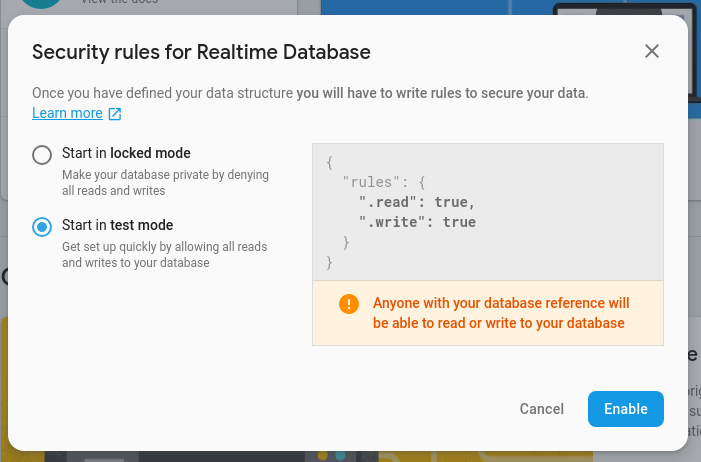 View the docs
Security rules for Realtime Database
Once you have defined your data structure you will have to write rules to secure your data.
Learn more
Start in locked mode
Make your database private by denying
all reads and writes
Start in test mode
Get set up quickly by allowing all reads
and writes to your database
{
"rules": {
".read": true,
".write": true
}
}
Anyone with your database reference will
be able to read or write to your database
Cancel
Enable